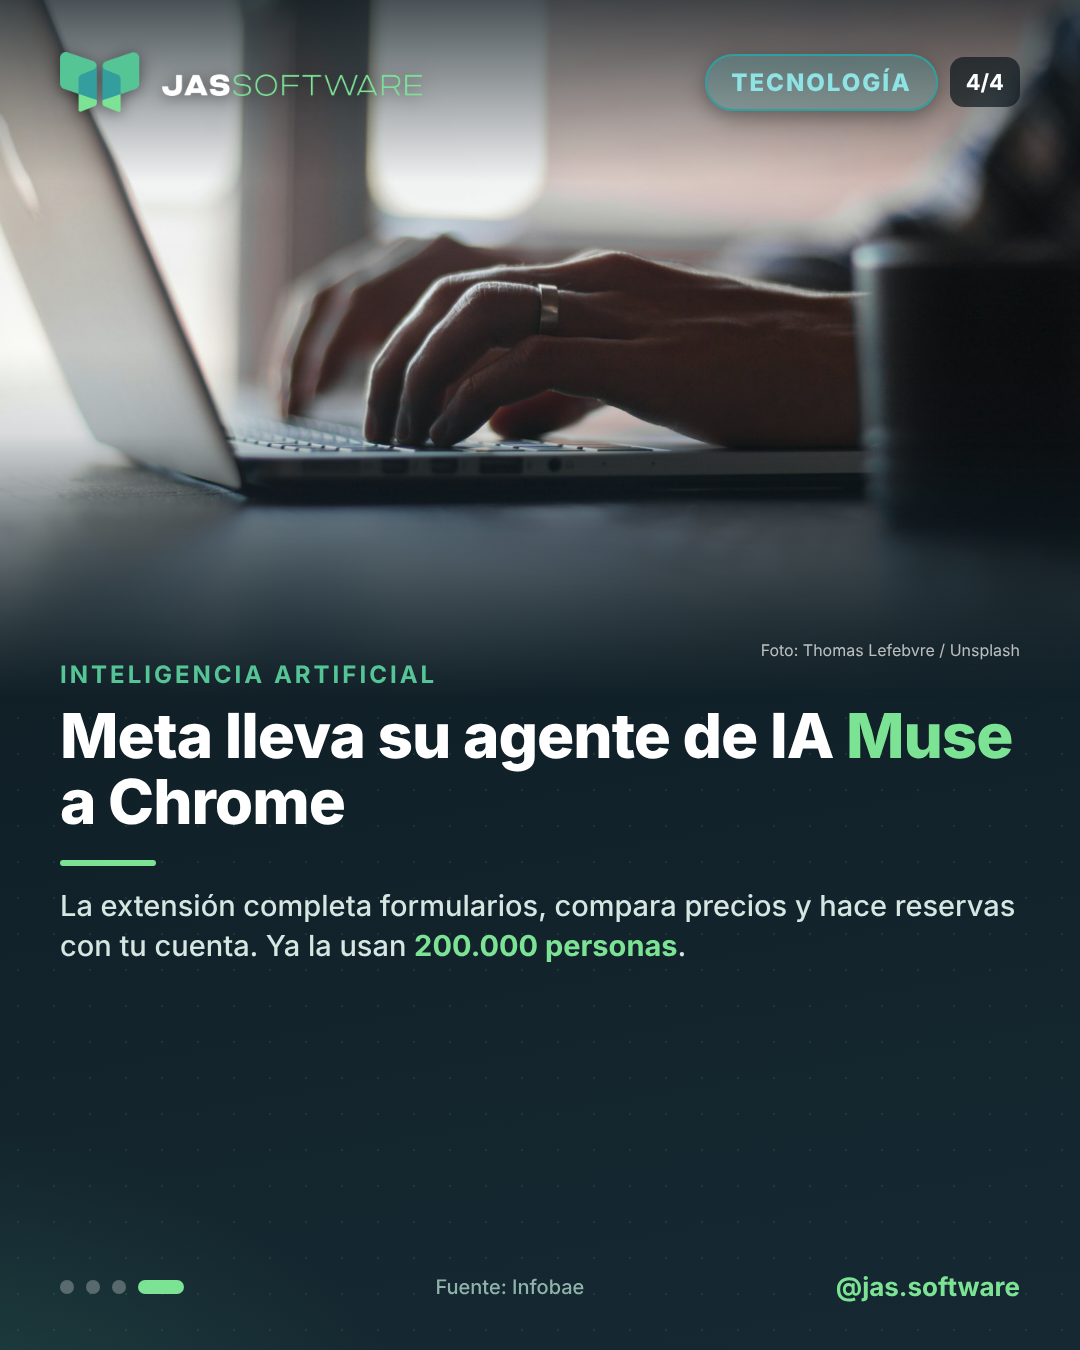 JASSOFTWARE
TECNOLOGÍA
4/4
Foto: Thomas Lefebvre / Unsplash
INTELIGENCIA ARTIFICIAL
Meta lleva su agente de IA Muse
a Chrome
La extensión completa formularios, compara precios y hace reservas
con tu cuenta. Ya la usan 200.000 personas.
Fuente: Infobae
@jas.software